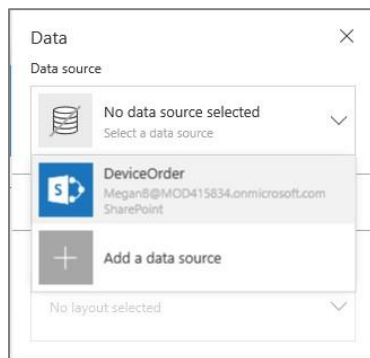 Data
Data source
No data source selected
Select a data source
DeviceOrder
MeganB@MOD415834.onmicrosoft.com
SharePoint
Add a data source
No layout selected